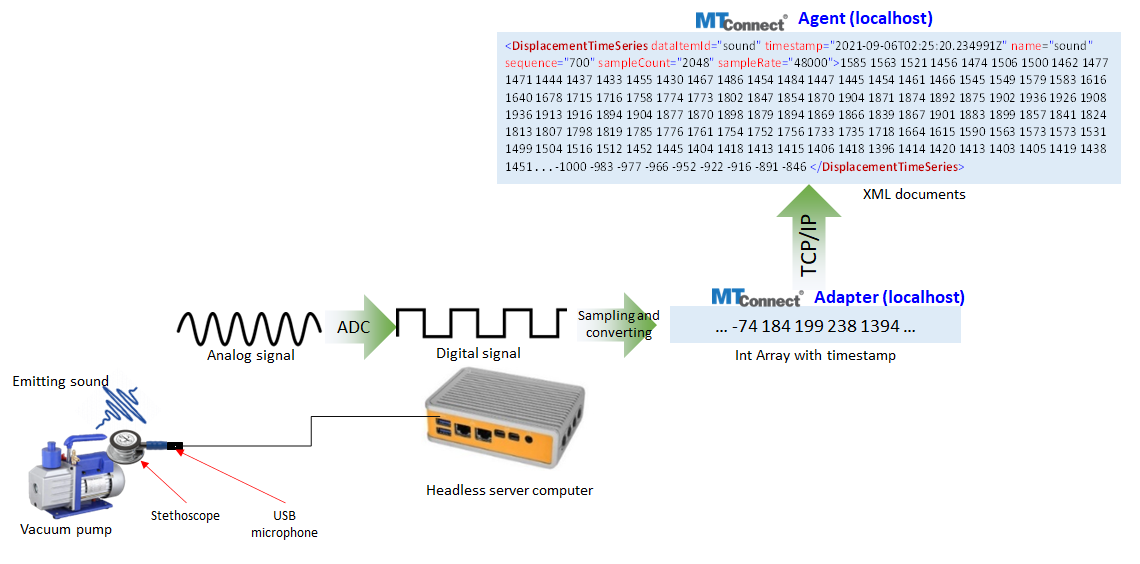 MTConnect® Agent (localhost)
<DisplacementTimeSeries dataItemId="sound" timestamp="2021-09-06T02:25:20.234991Z" name="sound"
sequence="700" sampleCount="2048" sampleRate="48000">1585 1563 1521 1456 1474 1506 1500 1462 1477
1471 1444 1437 1433 1455 1430 1467 1486 1454 1484 1447 1445 1454 1461 1466 1545 1549 1579 1583 1616
1640 1678 1715 1716 1758 1774 1773 1802 1847 1854 1870 1904 1871 1874 1892 1875 1902 1936 1926 1908
1936 1913 1916 1894 1904 1877 1870 1898 1879 1894 1869 1866 1839 1867 1901 1883 1899 1857 1841 1824
1813 1807 1798 1819 1785 1776 1761 1754 1752 1756 1733 1735 1718 1664 1615 1590 1563 1573 1573 1531
1499 1504 1516 1512 1452 1445 1404 1418 1413 1415 1406 1418 1396 1414 1420 1413 1403 1405 1419 1438
1451 . . . -1000 -983 -977 -966 -952 -922 -916 -891 -846 </DisplacementTimeSeries>
XML documents
TCP/IP
MTConnect® Adapter (localhost)
... -74 184 199 238 1394 ...
Int Array with timestamp
Sampling and
converting
ADC
Analog signal
Digital signal
Emitting sound
Headless server computer
Stethoscope
USB
microphone
Vacuum pump